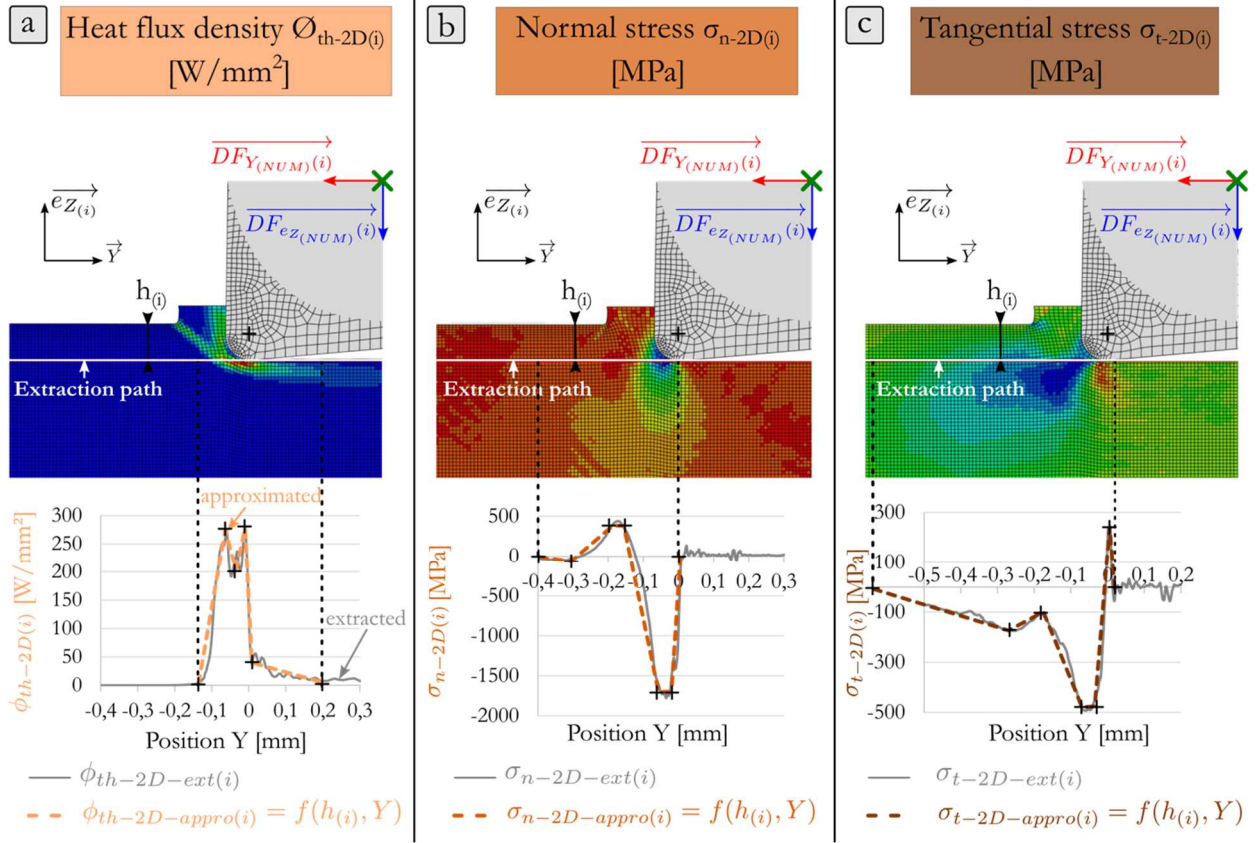 a
Heat flux density Ø_th-2D(i)
[W/mm²]
DF_Y(NUM)(i)
e_Z(i)
DF_eZ(NUM)(i)
Y
h_(i)
Extraction path
approximated
extracted
ϕ_th−2D(i) [W/mm²]
300
250
200
150
100
50
0
-0,4 -0,3 -0,2 -0,1 0 0,1 0,2 0,3
Position Y [mm]
ϕ_th−2D−ext(i)
ϕ_th−2D−appro(i) = f(h_(i), Y)
b
Normal stress σ_n-2D(i)
[MPa]
DF_Y(NUM)(i)
e_Z(i)
DF_eZ(NUM)(i)
Y
h_(i)
Extraction path
σ_n−2D(i) [MPa]
500
0
-500
-1000
-1500
-2000
-0.4 -0,3 -0,2 -0,1 0 0,1 0,2 0,3
Position Y [mm]
σ_n−2D−ext(i)
σ_n−2D−appro(i) = f(h_(i), Y)
c
Tangential stress σ_t-2D(i)
[MPa]
DF_Y(NUM)(i)
e_Z(i)
DF_eZ(NUM)(i)
Y
h_(i)
Extraction path
σ_t−2D(i) [MPa]
300
100
-100
-300
-500
-0,5 -0,4 -0,3 -0,2 -0,1 0 0,1 0,2
Position Y [mm]
σ_t−2D−ext(i)
σ_t−2D−appro(i) = f(h_(i), Y)